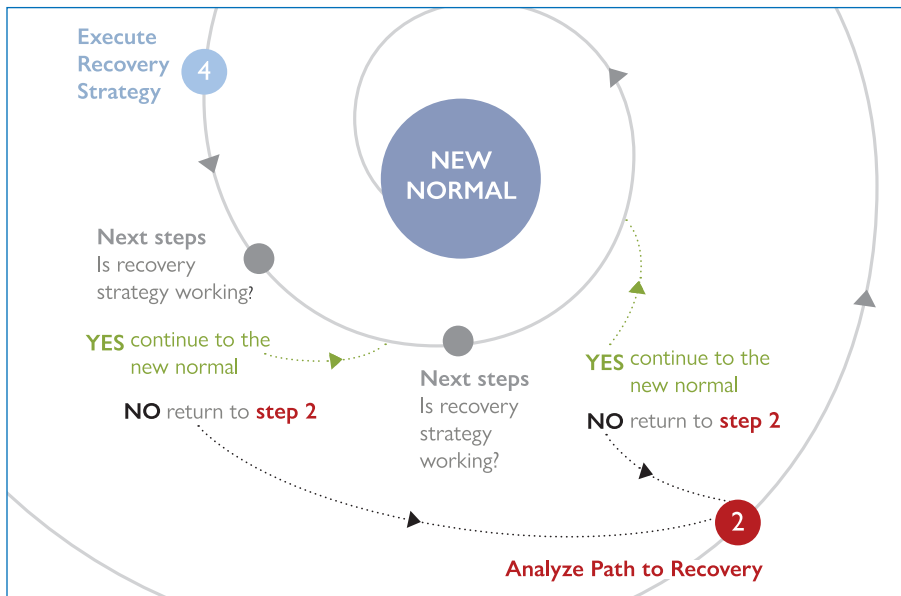 Execute
Recovery
Strategy
4
NEW
NORMAL
Next steps
Is recovery
strategy working?
YES continue to the
new normal
NO return to step 2
Next steps
Is recovery
strategy
working?
YES continue to the
new normal
NO return to step 2
2
Analyze Path to Recovery